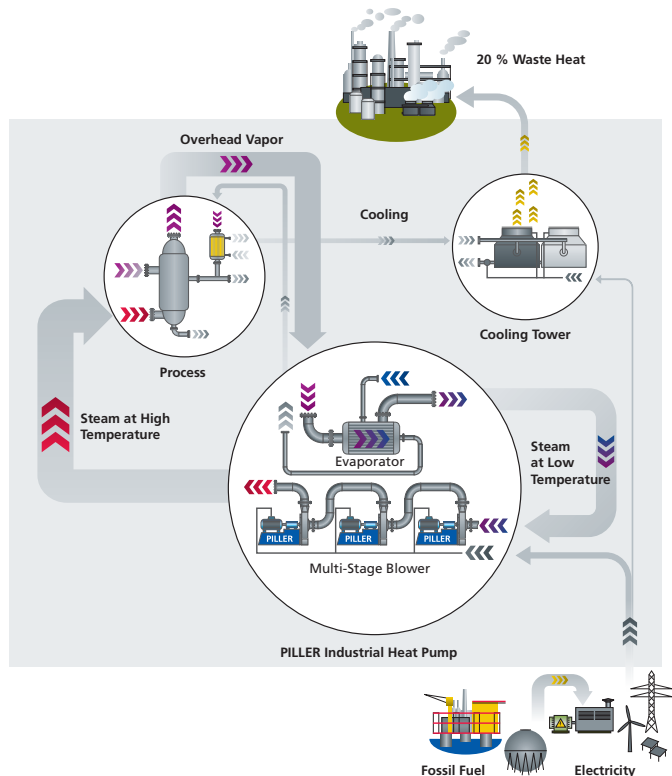 20 % Waste Heat
Overhead Vapor
Cooling
Cooling Tower
Process
Steam at High
Temperature
Evaporator
Steam
at Low
Temperature
PILLER
PILLER
PILLER
Multi-Stage Blower
PILLER Industrial Heat Pump
Fossil Fuel
Electricity